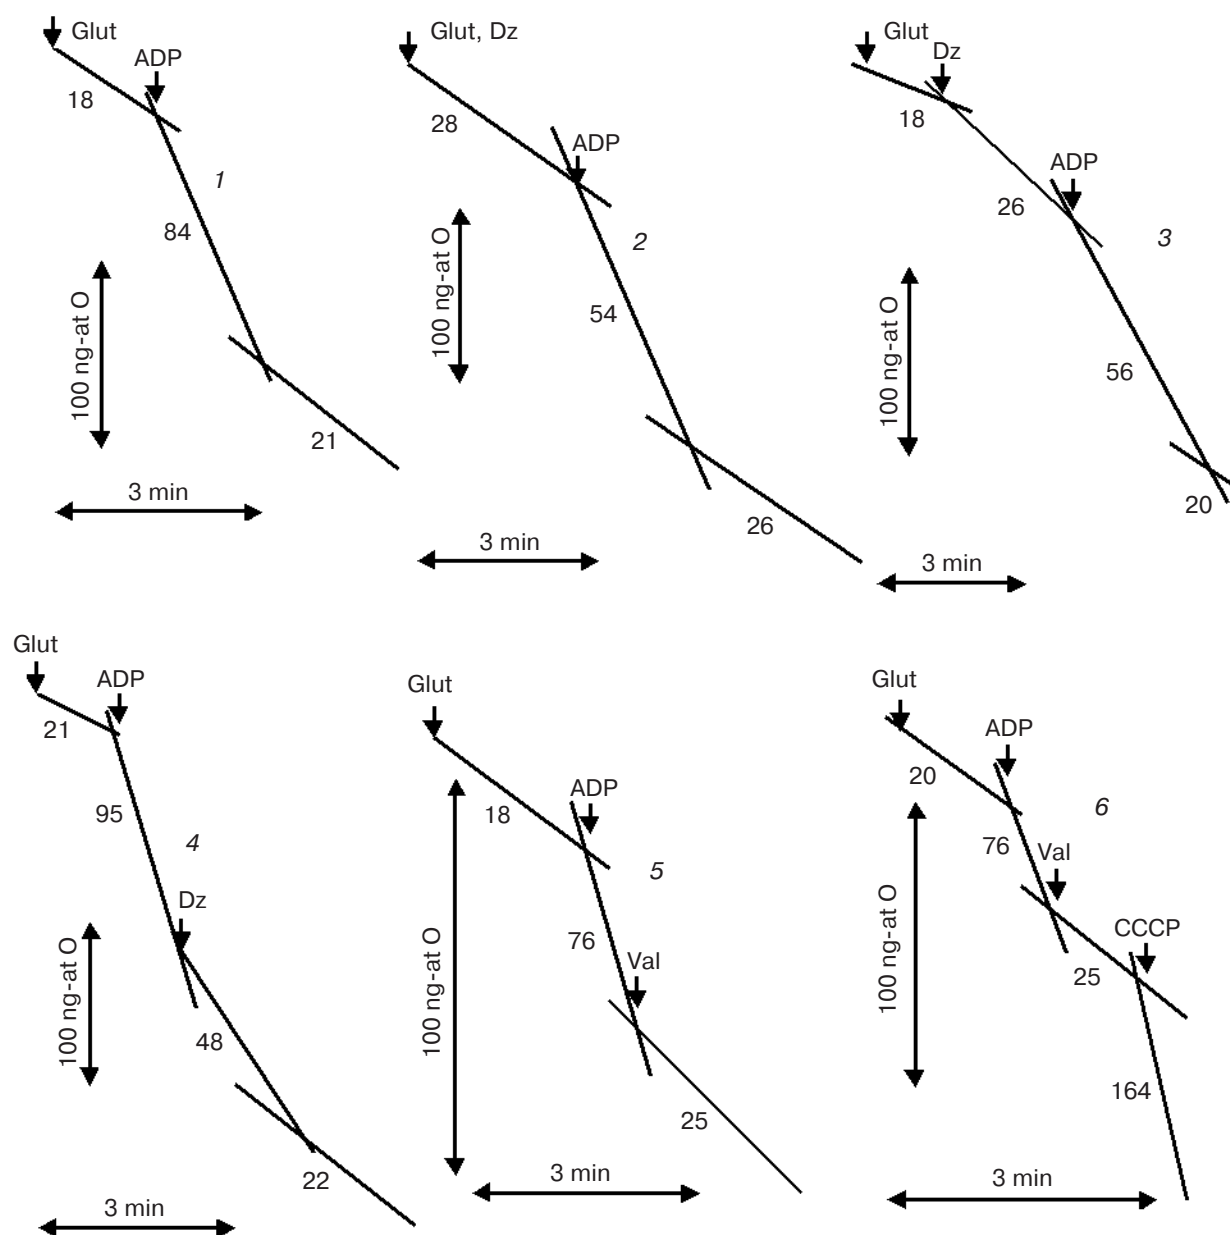 Glut
ADP
18
1
84
100 ng-at O
21
3 min
Glut, Dz
28
ADP
2
54
100 ng-at O
26
3 min
Glut
Dz
18
ADP
26
3
100 ng-at O
56
20
3 min
Glut
ADP
21
95
4
Dz
100 ng-at O
48
22
3 min
Glut
ADP
18
5
76
Val
100 ng-at O
25
3 min
Glut
ADP
20
6
76
Val
CCCP
100 ng-at O
25
164
3 min